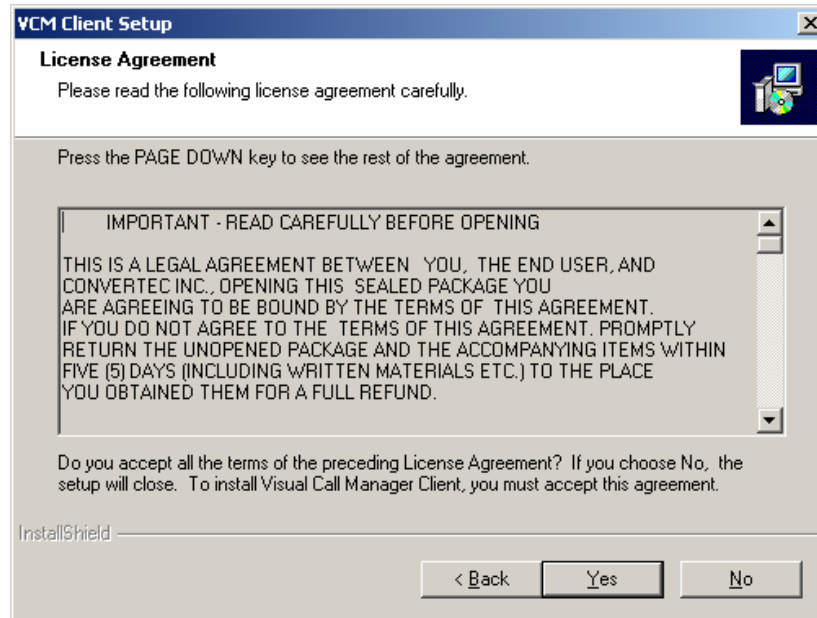 VCM Client Setup
License Agreement
Please read the following license agreement carefully.
Press the PAGE DOWN key to see the rest of the agreement.
IMPORTANT - READ CAREFULLY BEFORE OPENING
THIS IS A LEGAL AGREEMENT BETWEEN YOU, THE END USER, AND
CONVERTEC INC., OPENING THIS SEALED PACKAGE YOU
ARE AGREEING TO BE BOUND BY THE TERMS OF THIS AGREEMENT.
IF YOU DO NOT AGREE TO THE TERMS OF THIS AGREEMENT. PROMPTLY
RETURN THE UNOPENED PACKAGE AND THE ACCOMPANYING ITEMS WITHIN
FIVE (5) DAYS (INCLUDING WRITTEN MATERIALS ETC.) TO THE PLACE
YOU OBTAINED THEM FOR A FULL REFUND.
Do you accept all the terms of the preceding License Agreement? If you choose No, the
setup will close. To install Visual Call Manager Client, you must accept this agreement.
InstallShield
< Back Yes No